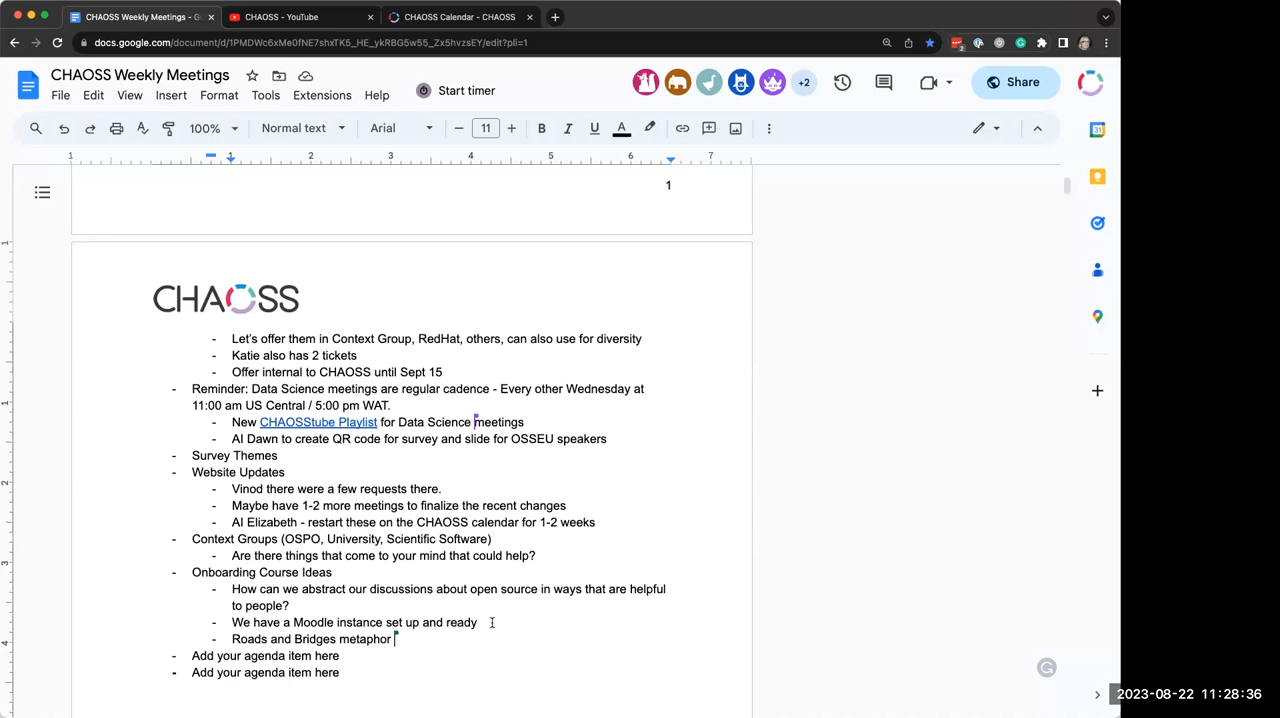 CHAOSS Weekly Meetings - G
CHAOSS - YouTube
CHAOSS Calendar - CHAOSS
docs.google.com/document/d/1PMDWc6xMe0fNE7shxTK5_HE_ykRBG5w55_Zx5hvzsEY/edit?pli=1
CHAOSS Weekly Meetings
File Edit View Insert Format Tools Extensions Help
Start timer
+2
Share
100% Normal text Arial 11
1 1 2 3 4 5 6 7
1
CHAOSS
- Let's offer them in Context Group, RedHat, others, can also use for diversity
- Katie also has 2 tickets
- Offer internal to CHAOSS until Sept 15
- Reminder: Data Science meetings are regular cadence - Every other Wednesday at
11:00 am US Central / 5:00 pm WAT.
- New CHAOSStube Playlist for Data Science meetings
- AI Dawn to create QR code for survey and slide for OSSEU speakers
- Survey Themes
- Website Updates
- Vinod there were a few requests there.
- Maybe have 1-2 more meetings to finalize the recent changes
- AI Elizabeth - restart these on the CHAOSS calendar for 1-2 weeks
- Context Groups (OSPO, University, Scientific Software)
- Are there things that come to your mind that could help?
- Onboarding Course Ideas
- How can we abstract our discussions about open source in ways that are helpful
to people?
- We have a Moodle instance set up and ready
- Roads and Bridges metaphor
- Add your agenda item here
- Add your agenda item here
2023-08-22 11:28:36